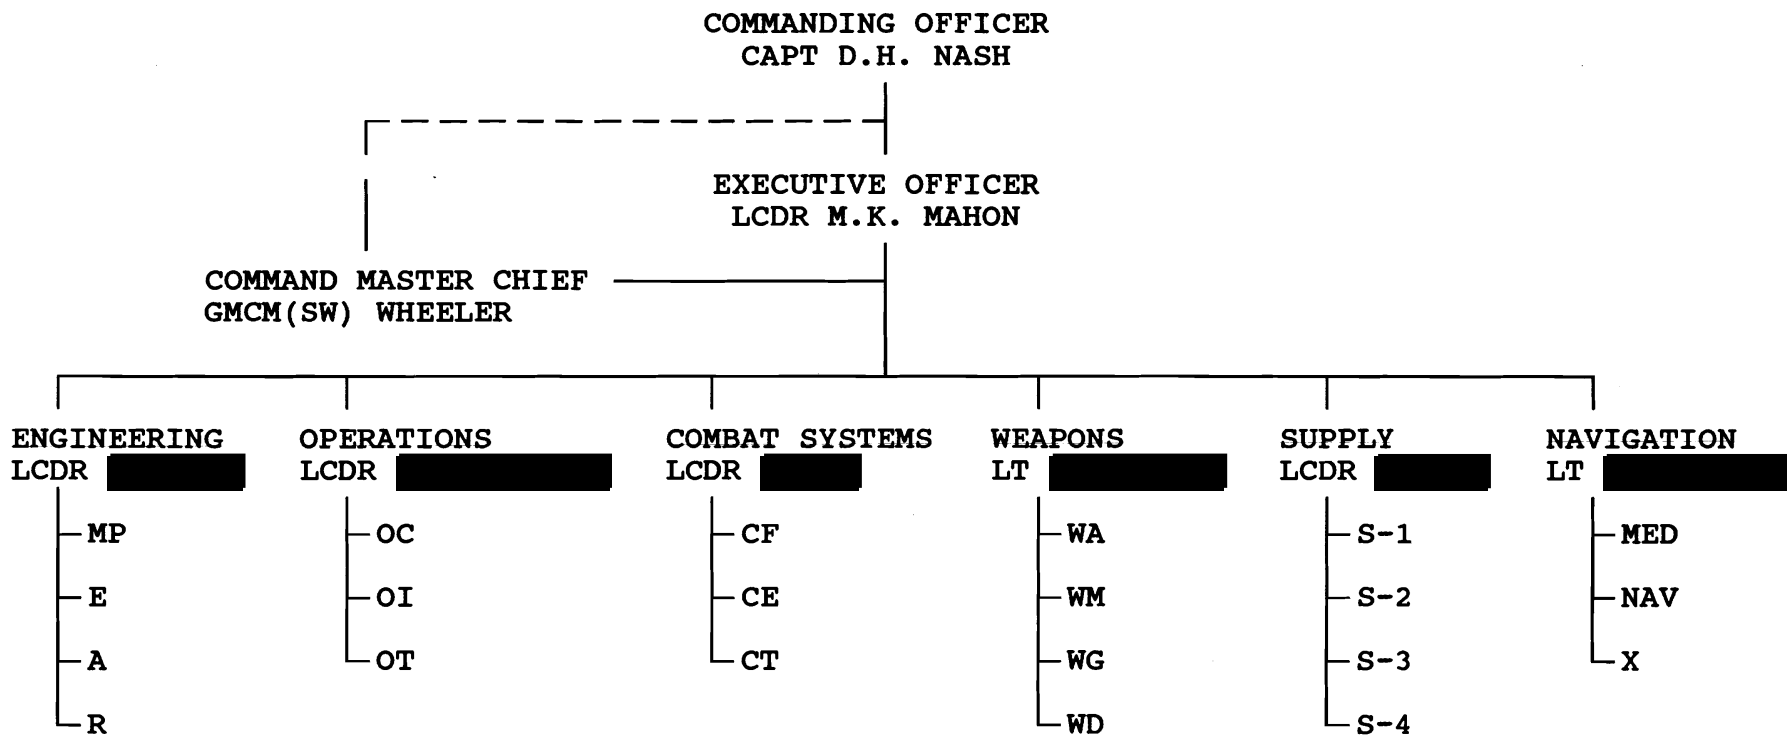 COMMANDING OFFICER
CAPT D.H. NASH
EXECUTIVE OFFICER
LCDR M.K. MAHON
COMMAND MASTER CHIEF
GMCM(SW) WHEELER
ENGINEERING
LCDR
MP
E
A
R
OPERATIONS
LCDR
OC
OI
OT
COMBAT SYSTEMS
LCDR
CF
CE
CT
WEAPONS
LT
WA
WM
WG
WD
SUPPLY
LCDR
S-1
S-2
S-3
S-4
NAVIGATION
LT
MED
NAV
X